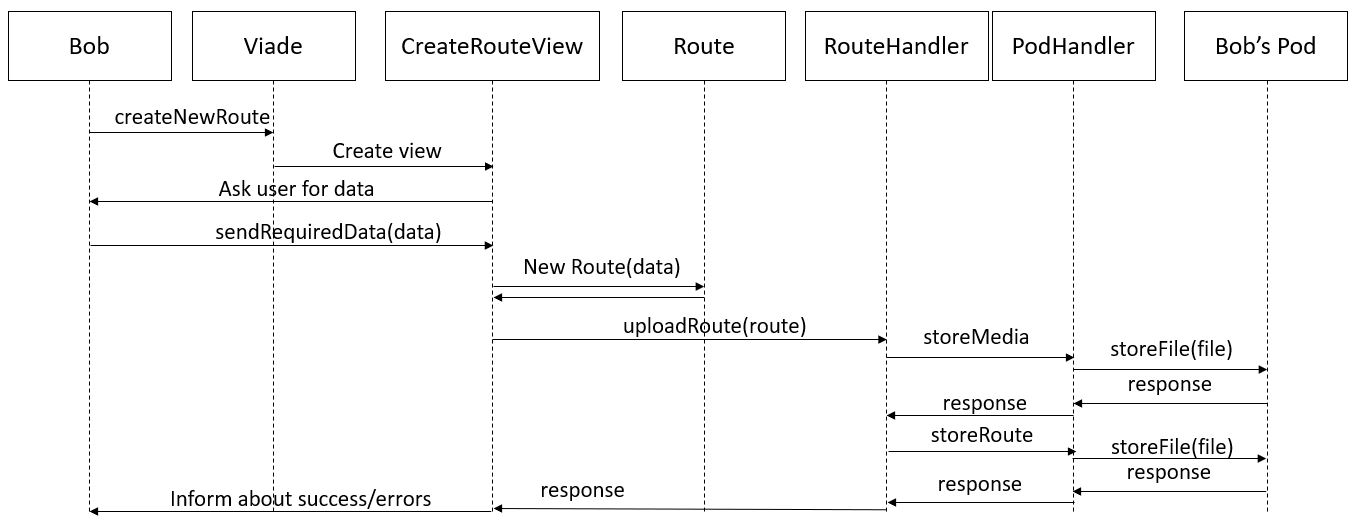 Bob
Viade
CreateRouteView
Route
RouteHandler
PodHandler
Bob’s Pod
createNewRoute
Create view
Ask user for data
sendRequiredData(data)
New Route(data)
uploadRoute(route)
storeMedia
storeFile(file)
response
response
storeRoute
storeFile(file)
response
response
response
Inform about success/errors